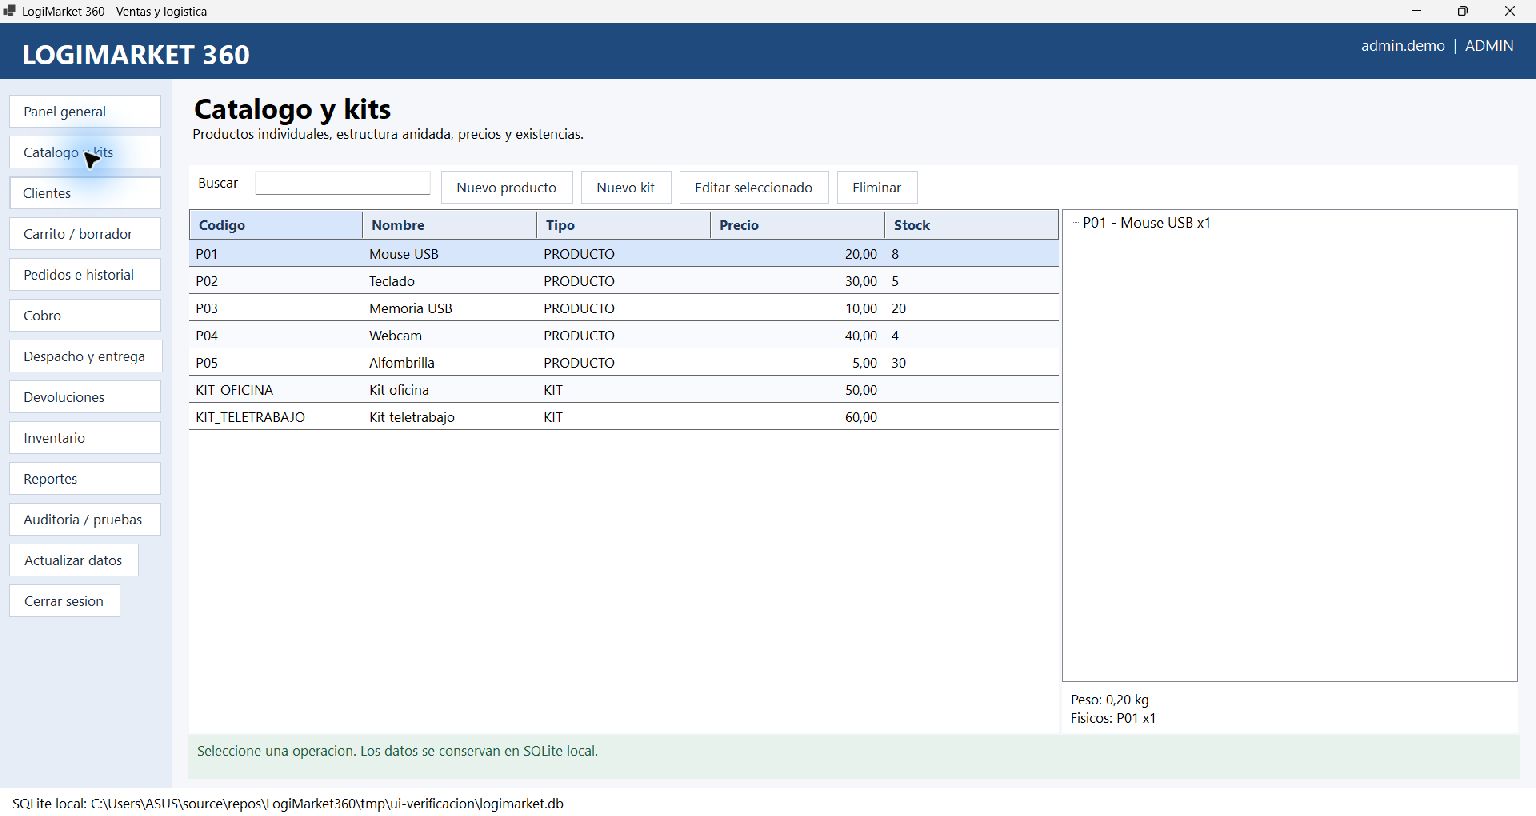 LogiMarket 360 - Ventas y logistica
LOGIMARKET 360
admin.demo | ADMIN
Panel general
Catalogo y kits
Clientes
Carrito / borrador
Pedidos e historial
Cobro
Despacho y entrega
Devoluciones
Inventario
Reportes
Auditoria / pruebas
Actualizar datos
Cerrar sesion
Catalogo y kits
Productos individuales, estructura anidada, precios y existencias.
Buscar Nuevo producto Nuevo kit Editar seleccionado Eliminar
Codigo Nombre Tipo Precio Stock
P01 Mouse USB PRODUCTO 20,00 8
P02 Teclado PRODUCTO 30,00 5
P03 Memoria USB PRODUCTO 10,00 20
P04 Webcam PRODUCTO 40,00 4
P05 Alfombrilla PRODUCTO 5,00 30
KIT_OFICINA Kit oficina KIT 50,00
KIT_TELETRABAJO Kit teletrabajo KIT 60,00
P01 - Mouse USB x1
Peso: 0,20 kg
Fisicos: P01 x1
Seleccione una operacion. Los datos se conservan en SQLite local.
SQLite local: C:\Users\ASUS\source\repos\LogiMarket360\tmp\ui-verificacion\logimarket.db